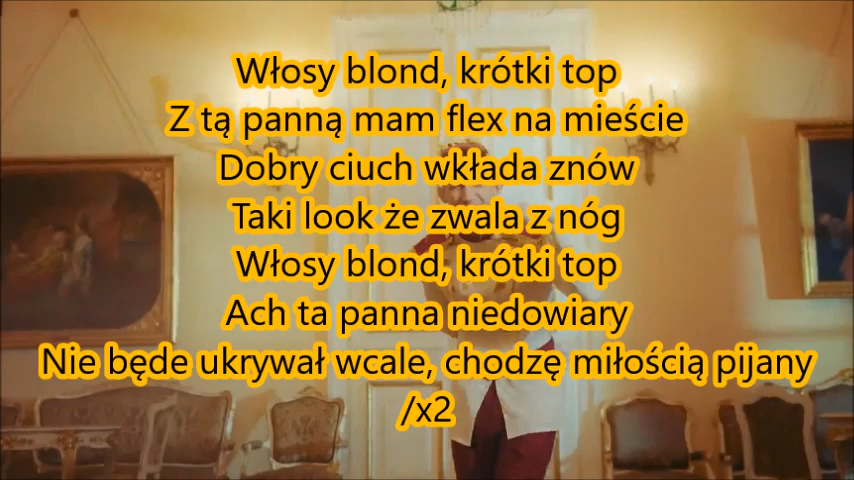 Włosy blond, krótki top
Z tą panną mam flex na mieście
Dobry ciuch wkłada znów
Taki look że zwala z nóg
Włosy blond, krótki top
Ach ta panna niedowiary
Nie będe ukrywał wcale, chodzę miłością pijany
/x2